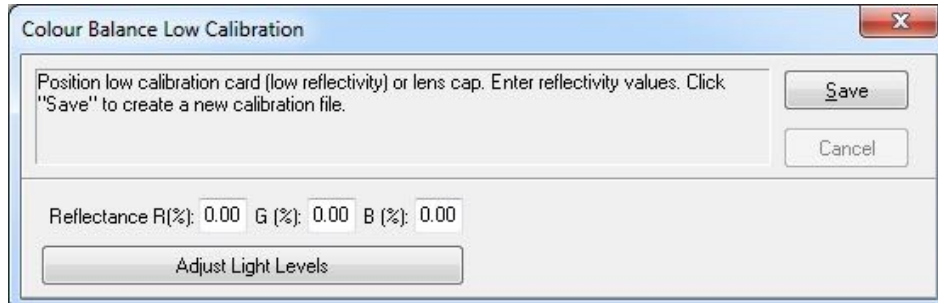 Colour Balance Low Calibration
Position low calibration card (low reflectivity) or lens cap. Enter reflectivity values. Click
"Save" to create a new calibration file.
Save
Cancel
Reflectance R(%): 0.00 G (%): 0.00 B (%): 0.00
Adjust Light Levels